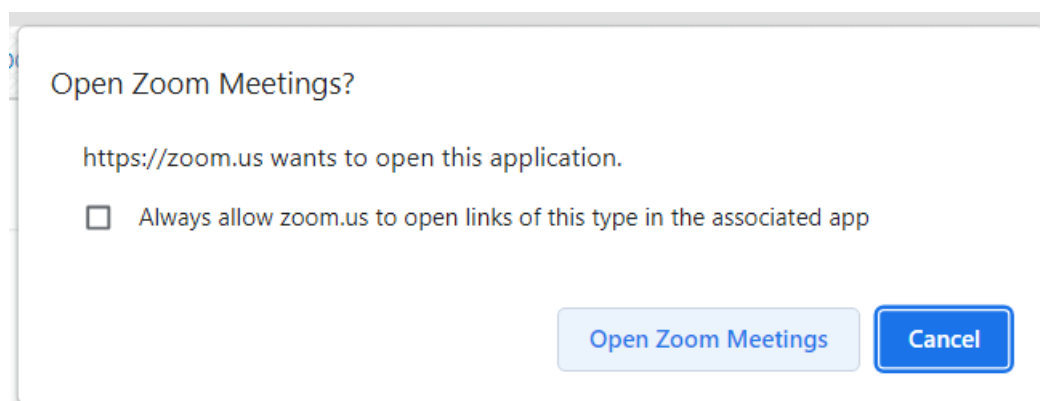 Open Zoom Meetings?
https://zoom.us wants to open this application.
Always allow zoom.us to open links of this type in the associated app
Open Zoom Meetings
Cancel